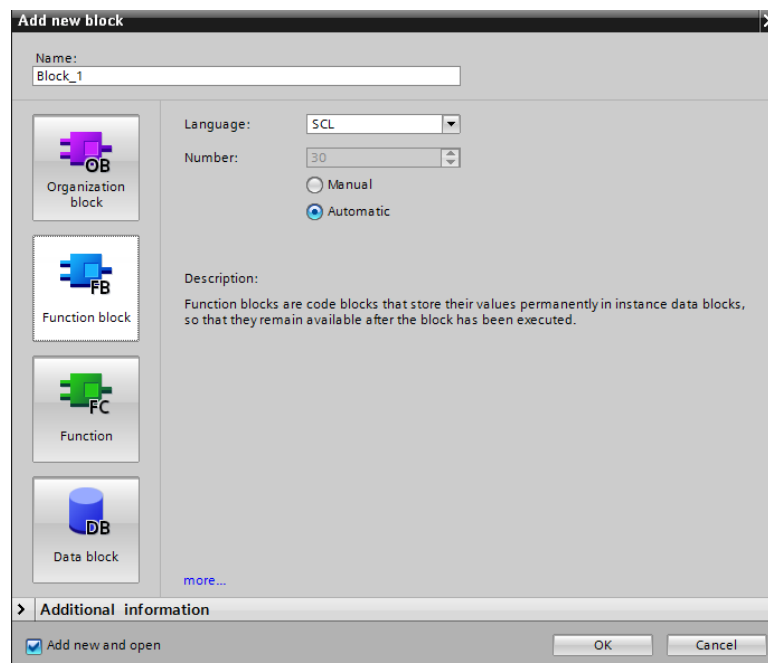 Add new block
Name:
Block_1
OB
Organization
block
FB
Function block
FC
Function
DB
Data block
Language:
SCL
Number:
30
Manual
Automatic
Description:
Function blocks are code blocks that store their values permanently in instance data blocks,
so that they remain available after the block has been executed.
more...
Additional information
Add new and open
OK
Cancel